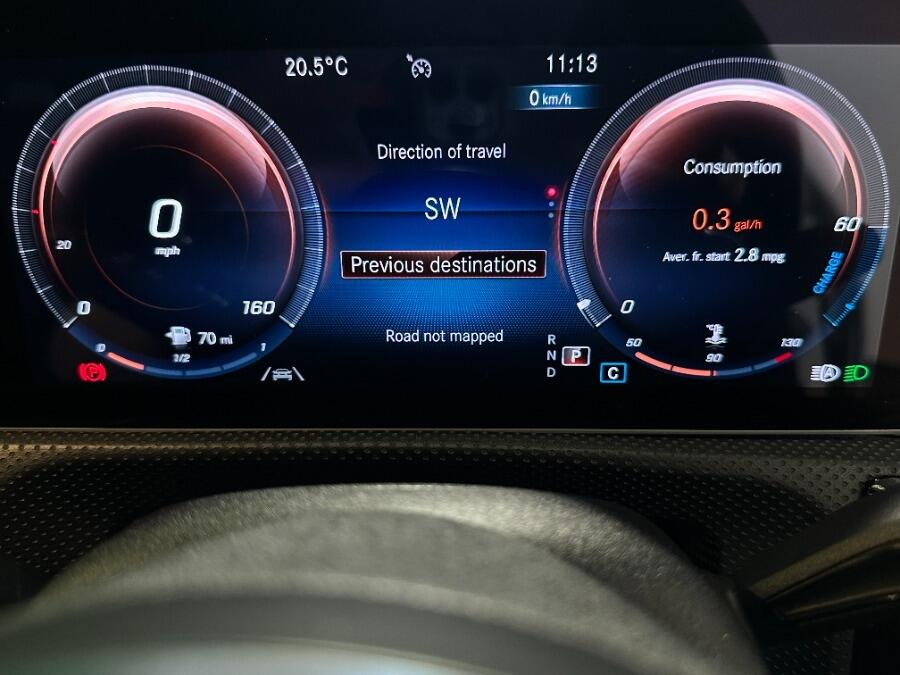 20.5°C
11:13
0 km/h
Direction of travel
SW
Previous destinations
Road not mapped
0
mph
20
0
160
70 mi
0
1/2
1
P
R
N P
D
C
Consumption
0.3 gal/h
Aver. fr. start 2.8 mpg
60
CHARGE
0
50
90
130
A